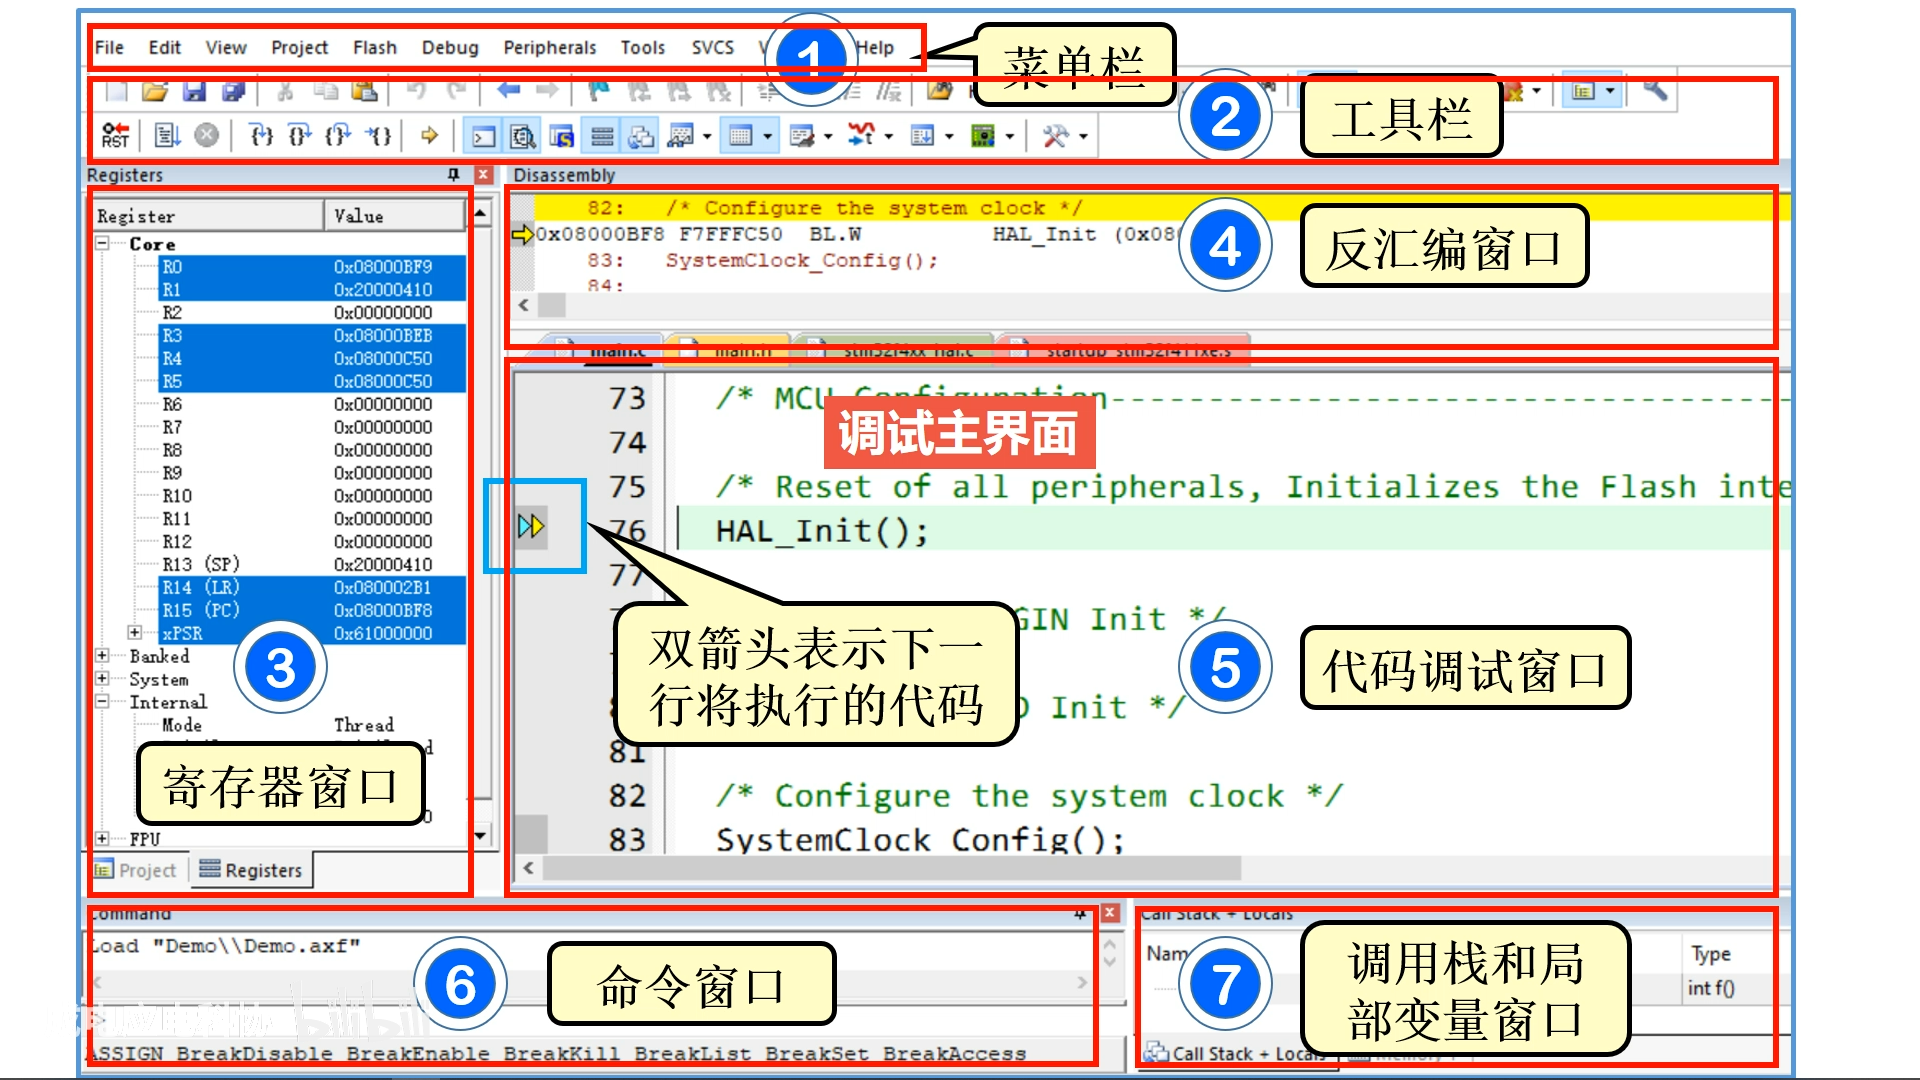 File Edit View Project Flash Debug Peripherals Tools SVCS Help
1
菜单栏
2
工具栏
RST
Registers
Register Value
Core
R0 0x08000BF9
R1 0x20000410
R2 0x00000000
R3 0x08000BEB
R4 0x08000C50
R5 0x08000C50
R6 0x00000000
R7 0x00000000
R8 0x00000000
R9 0x00000000
R10 0x00000000
R11 0x00000000
R12 0x00000000
R13 (SP) 0x20000410
R14 (LR) 0x080002B1
R15 (PC) 0x08000BF8
xPSR 0x61000000
Banked
System
Internal
Mode Thread
FPU
3
寄存器窗口
Project Registers
Disassembly
82: /* Configure the system clock */
0x08000BF8 F7FFFC50 BL.W HAL_Init (0x08
83: SystemClock_Config();
84:
4
反汇编窗口
main.c main.h stm32f4xx_hal.c startup_stm32f411xe.s
73 /* MCU Configuration
调试主界面
74
75 /* Reset of all peripherals, Initializes the Flash inte
76 HAL_Init();
77
GIN Init */
Init */
81
82 /* Configure the system clock */
83 SystemClock_Config();
双箭头表示下一
行将执行的代码
5
代码调试窗口
Command
Load "Demo\\Demo.axf"
6
命令窗口
ASSIGN BreakDisable BreakEnable BreakKill BreakList BreakSet BreakAccess
Call Stack + Locals
Type
int f()
7
调用栈和局
部变量窗口
Call Stack + Locals
bilibili